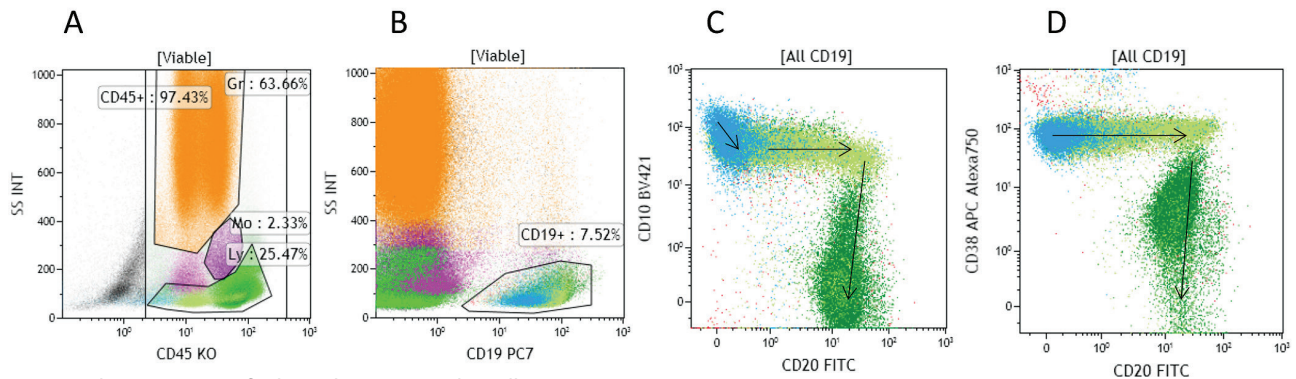 A
B
C
D
[Viable]
[Viable]
[All CD19]
[All CD19]
1000
800
600
400
200
0
SS INT
CD45+ : 97.43%
Gr : 63.66%
Mo : 2.33%
Ly : 25.47%
10⁰
10¹
10²
10³
CD45 KO
1000
800
600
400
200
0
SS INT
CD19+ : 7.52%
10⁰
10¹
10²
10³
CD19 PC7
10³
10²
10¹
10⁰
0
CD10 BV421
0
10⁰
10¹
10²
10³
CD20 FITC
10³
10²
10¹
10⁰
0
CD38 APC Alexa750
0
10⁰
10¹
10²
10³
CD20 FITC